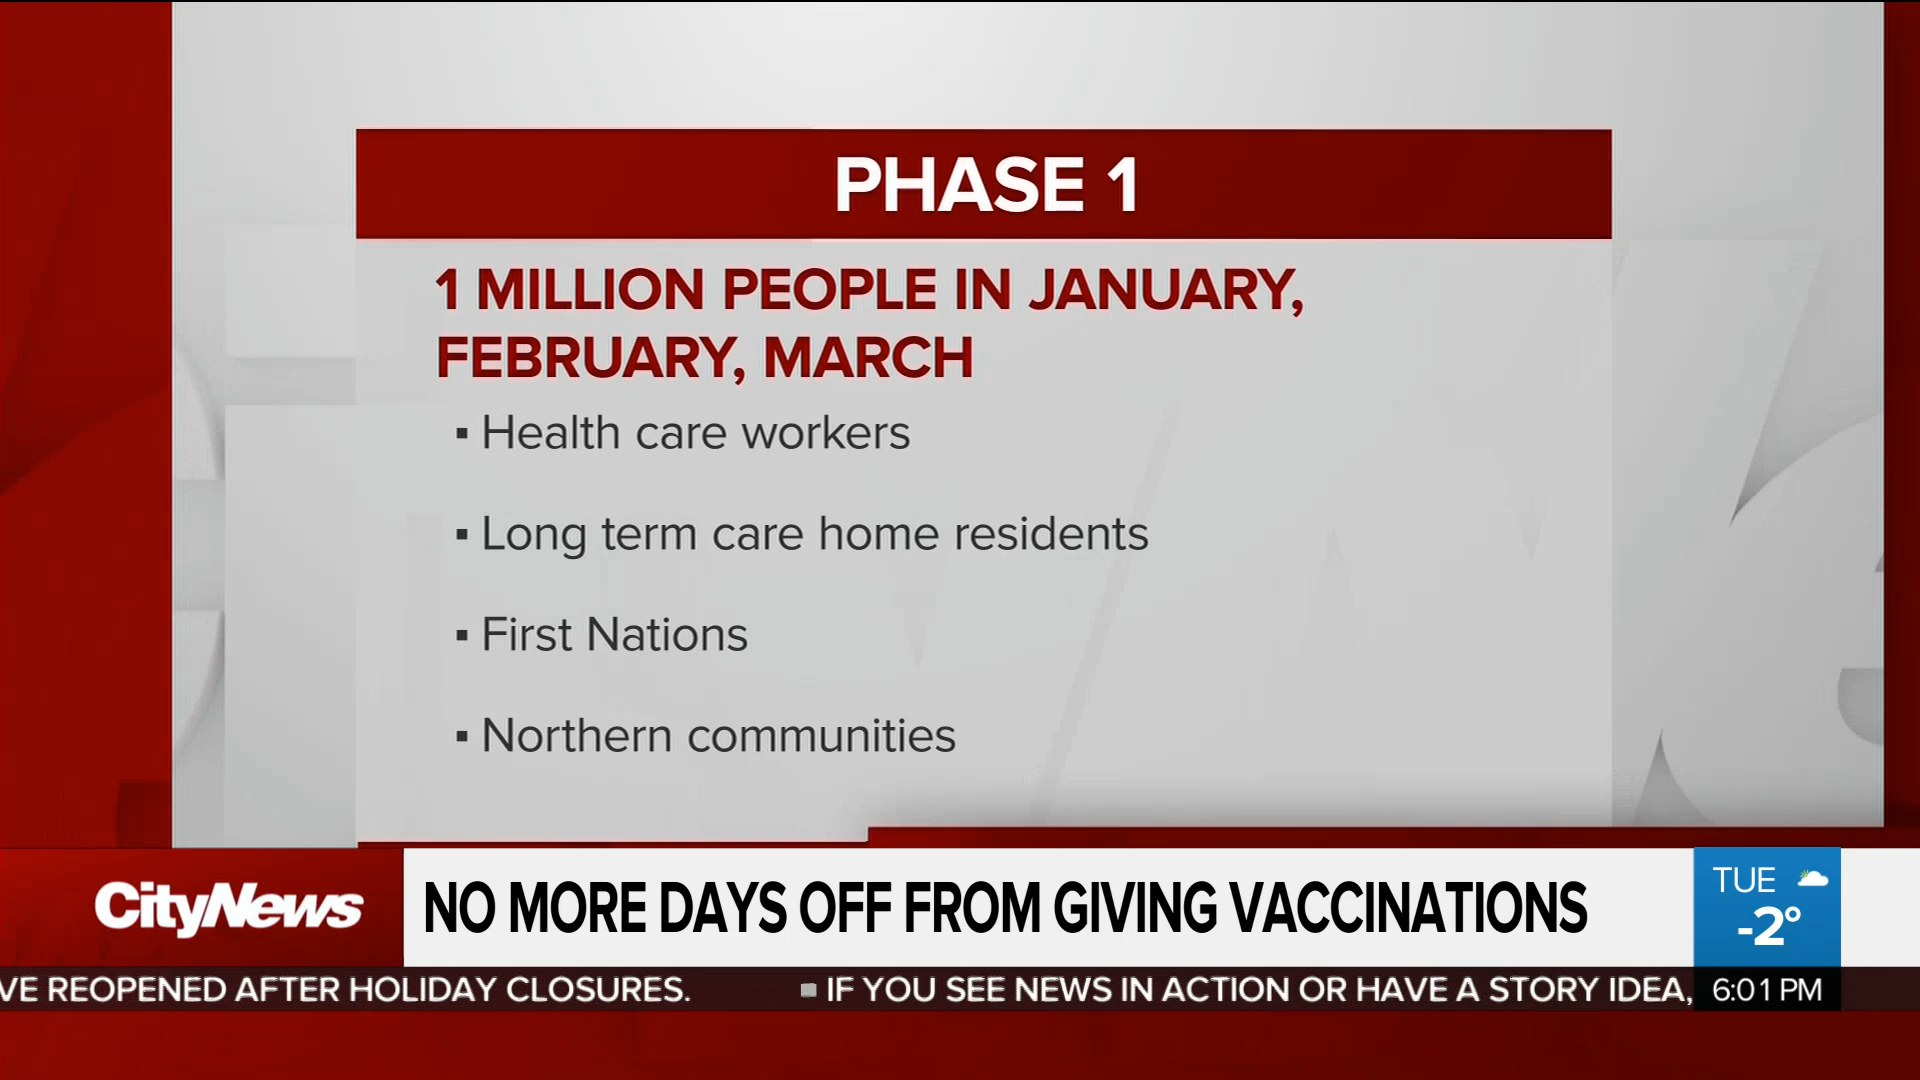 PHASE 1
1 MILLION PEOPLE IN JANUARY,
FEBRUARY, MARCH
▪ Health care workers
▪ Long term care home residents
▪ First Nations
▪ Northern communities
CityNews
NO MORE DAYS OFF FROM GIVING VACCINATIONS
TUE
-2°
VE REOPENED AFTER HOLIDAY CLOSURES. ■ IF YOU SEE NEWS IN ACTION OR HAVE A STORY IDEA,
6:01 PM